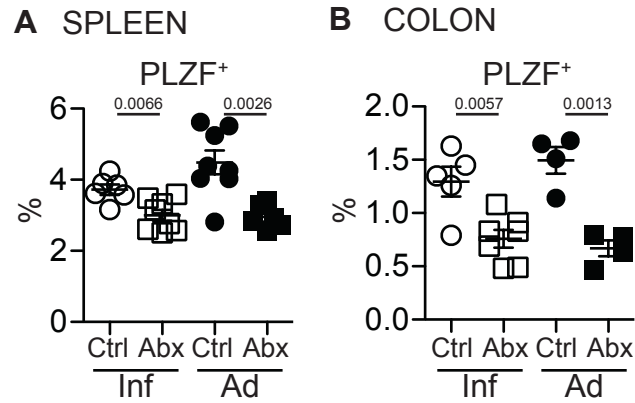 A SPLEEN
PLZF+
0.0066 0.0026
6
4
2
0
%
Ctrl Abx Ctrl Abx
Inf Ad
B COLON
PLZF+
0.0057 0.0013
2.0
1.5
1.0
0.5
0.0
%
Ctrl Abx Ctrl Abx
Inf Ad